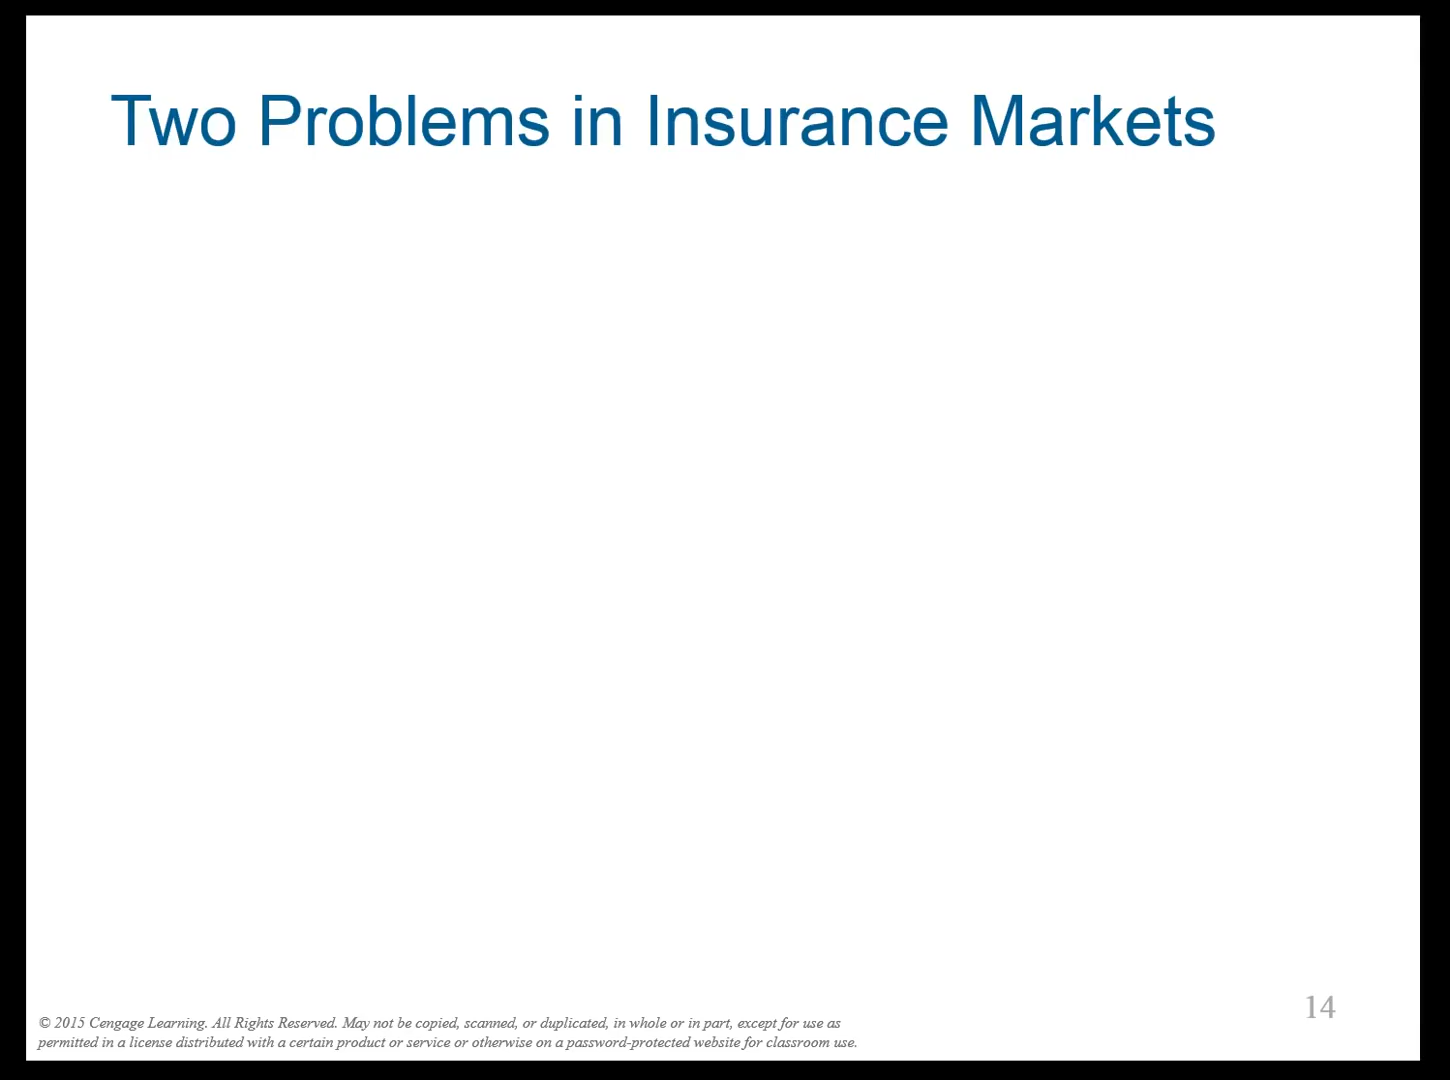 Two Problems in Insurance Markets
14
© 2015 Cengage Learning. All Rights Reserved. May not be copied, scanned, or duplicated, in whole or in part, except for use as
permitted in a license distributed with a certain product or service or otherwise on a password-protected website for classroom use.